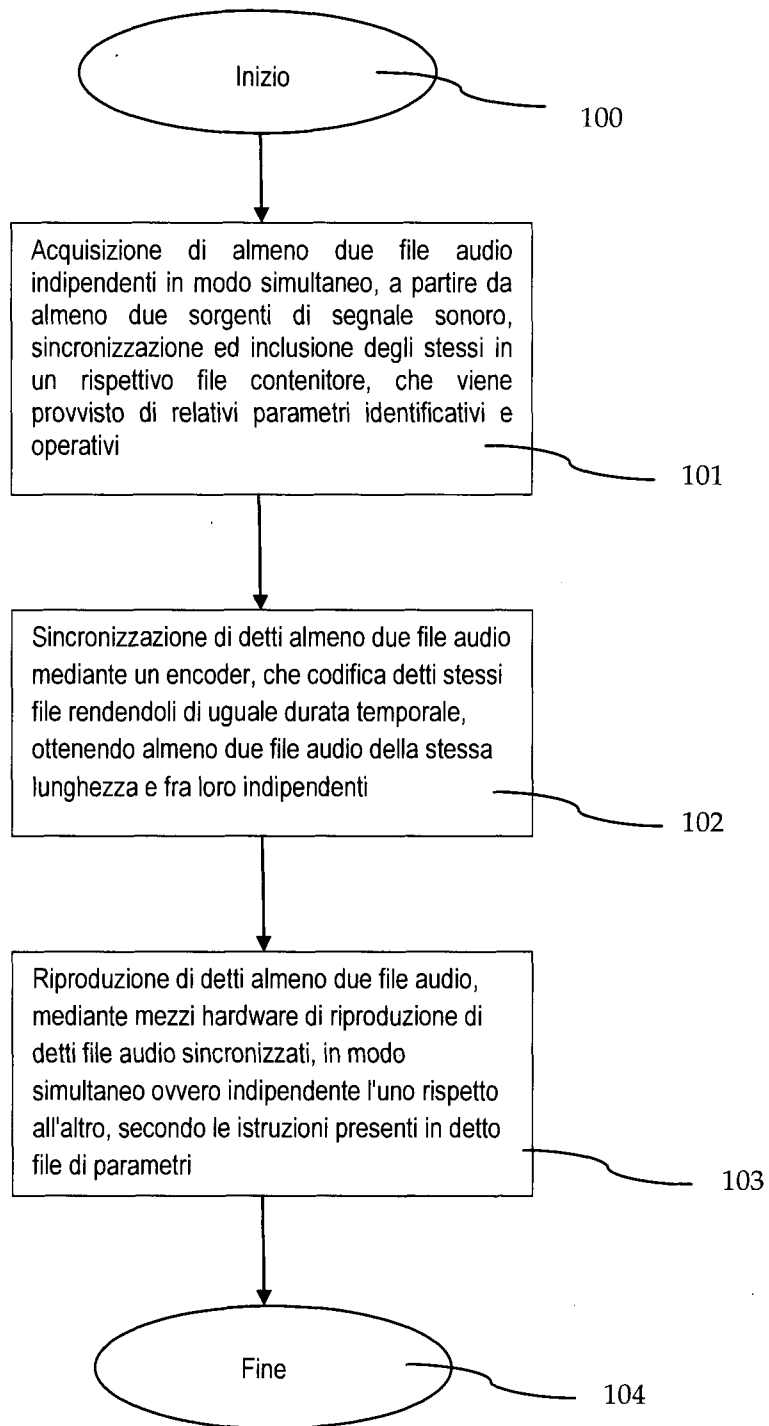 Inizio
100
Acquisizione di almeno due file audio
indipendenti in modo simultaneo, a partire da
almeno due sorgenti di segnale sonoro,
sincronizzazione ed inclusione degli stessi in
un rispettivo file contenitore, che viene
provvisto di relativi parametri identificativi e
operativi
101
Sincronizzazione di detti almeno due file audio
mediante un encoder, che codifica detti stessi
file rendendoli di uguale durata temporale,
ottenendo almeno due file audio della stessa
lunghezza e fra loro indipendenti
102
Riproduzione di detti almeno due file audio,
mediante mezzi hardware di riproduzione di
detti file audio sincronizzati, in modo
simultaneo ovvero indipendente l'uno rispetto
all'altro, secondo le istruzioni presenti in detto
file di parametri
103
Fine
104